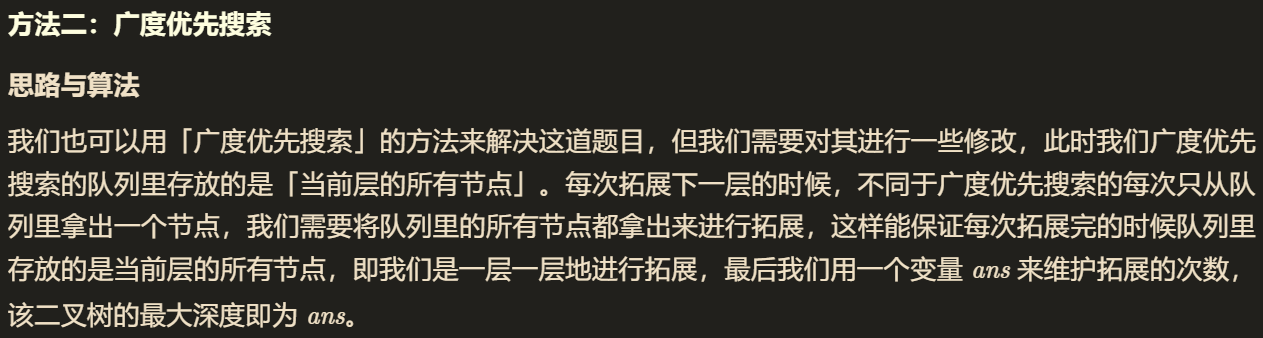 方法二：广度优先搜索
思路与算法
我们也可以用「广度优先搜索」的方法来解决这道题目，但我们需要对其进行一些修改，此时我们广度优先
搜索的队列里存放的是「当前层的所有节点」。每次拓展下一层的时候，不同于广度优先搜索的每次只从队
列里拿出一个节点，我们需要将队列里的所有节点都拿出来进行拓展，这样能保证每次拓展完的时候队列里
存放的是当前层的所有节点，即我们是一层一层地进行拓展，最后我们用一个变量 ans 来维护拓展的次数，
该二叉树的最大深度即为 ans。